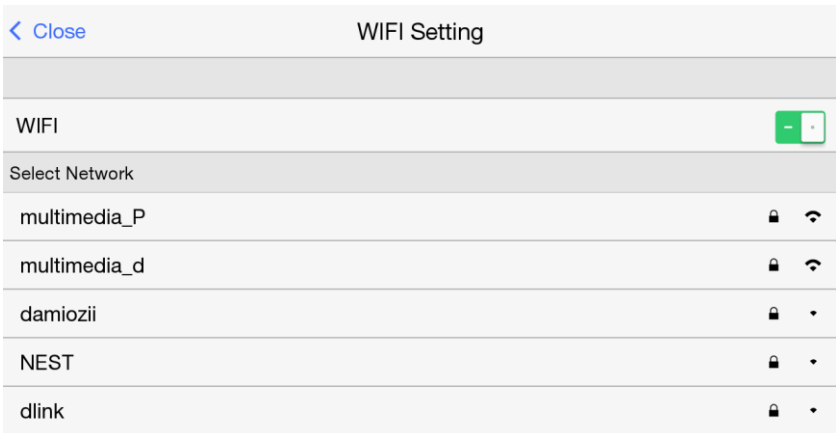 Close
WIFI Setting
WIFI
Select Network
multimedia_P
multimedia_d
damiozii
NEST
dlink